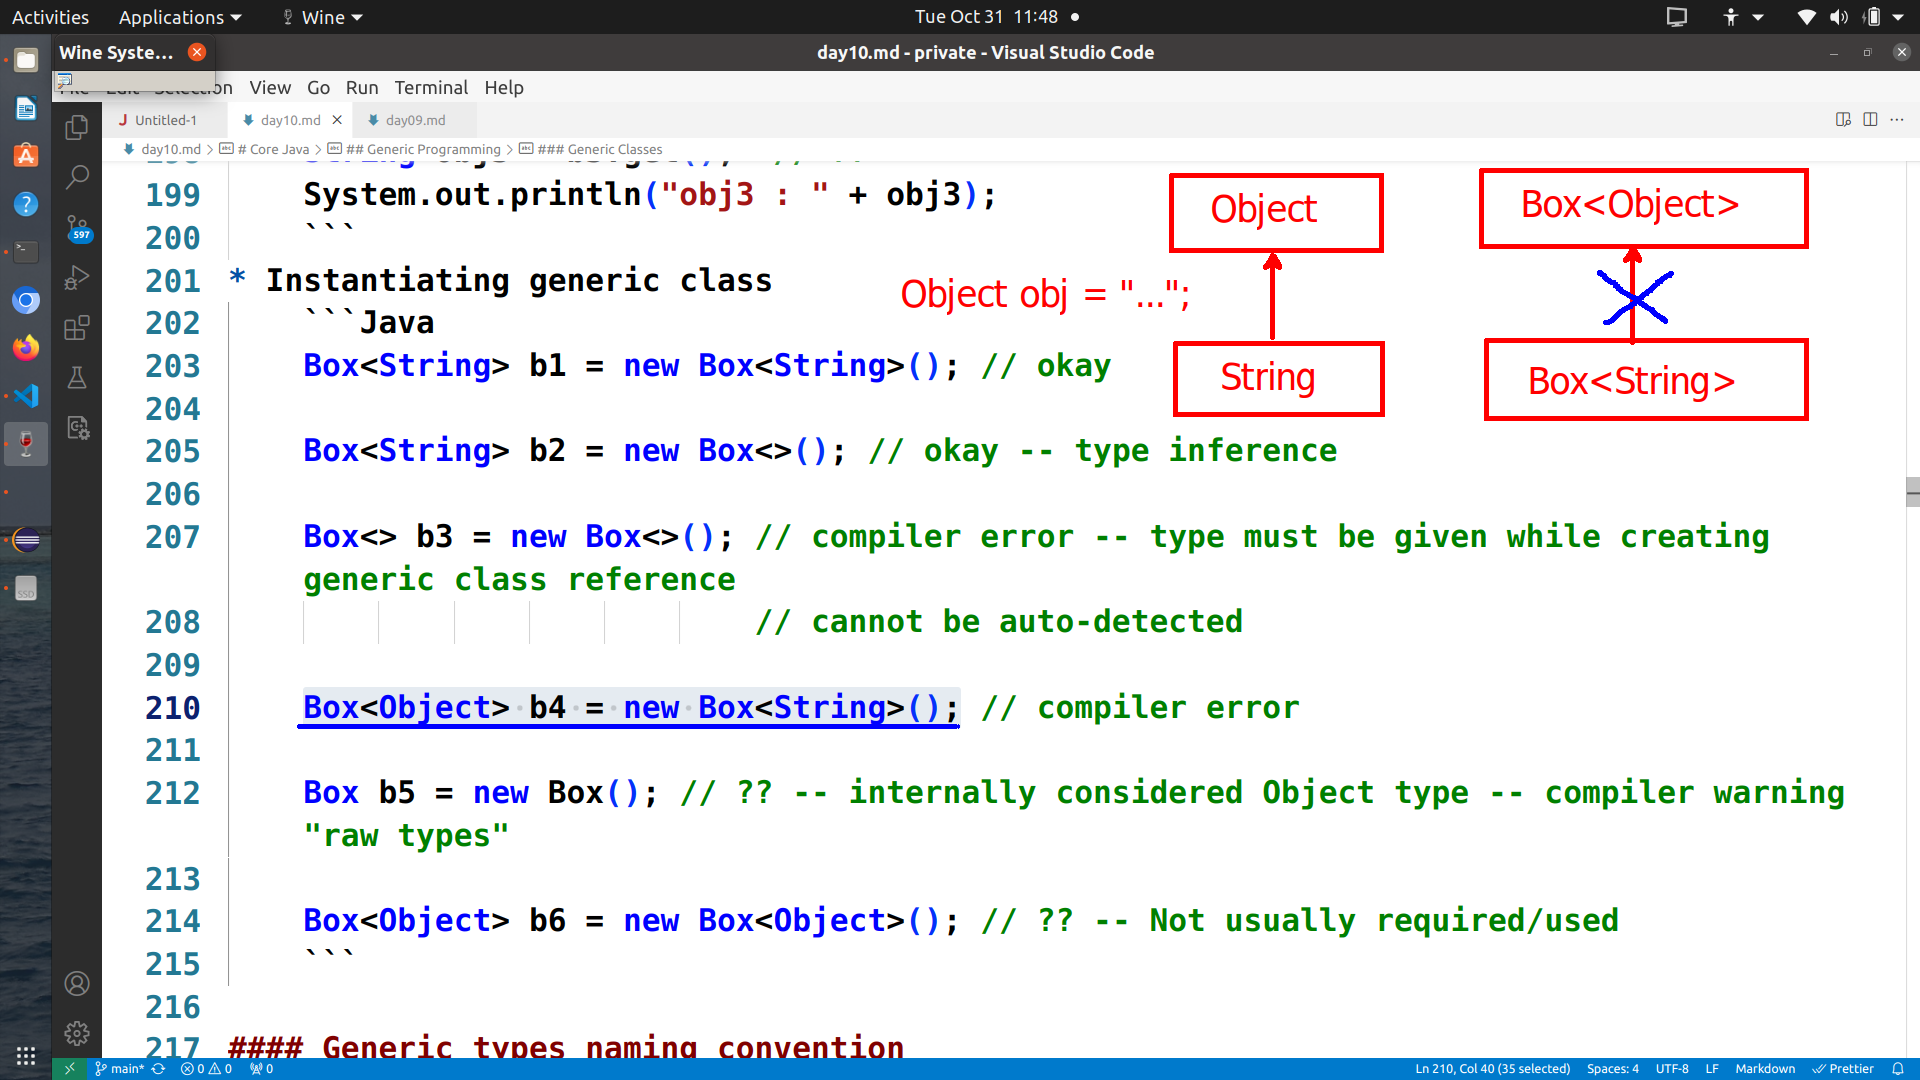 Activities Applications Wine Tue Oct 31 11:48
Wine Syste... day10.md - private - Visual Studio Code
View Go Run Terminal Help
Untitled-1 day10.md day09.md
day10.md > # Core Java > ## Generic Programming > ### Generic Classes
199 System.out.println("obj3 : " + obj3);
200 ```
201 * Instantiating generic class
202 ```Java
203 Box<String> b1 = new Box<String>(); // okay
204
205 Box<String> b2 = new Box<>(); // okay -- type inference
206
207 Box<> b3 = new Box<>(); // compiler error -- type must be given while creating
generic class reference
208 // cannot be auto-detected
209
210 Box<Object> b4 = new Box<String>(); // compiler error
211
212 Box b5 = new Box(); // ?? -- internally considered Object type -- compiler warning
"raw types"
213
214 Box<Object> b6 = new Box<Object>(); // ?? -- Not usually required/used
215 ```
216
217 #### Generic types naming convention
Object
Box<Object>
Object obj = "...";
String
Box<String>
597
SSD
main* 0 0 0 Ln 210, Col 40 (35 selected) Spaces: 4 UTF-8 LF Markdown Prettier